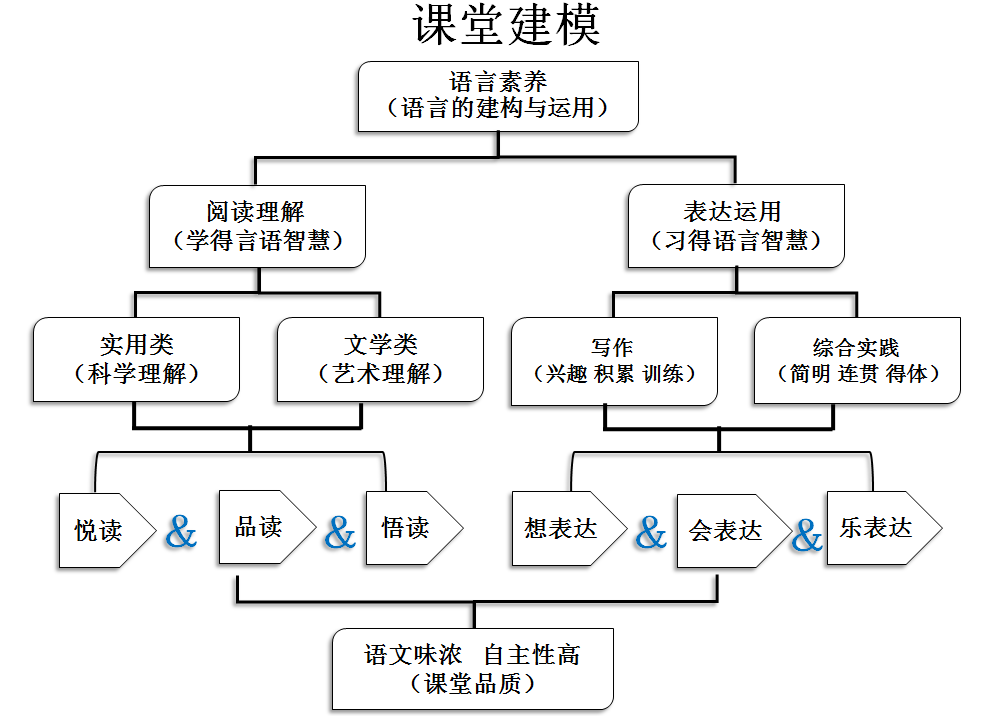 课堂建模
语言素养
（语言的建构与运用）
阅读理解
（学得言语智慧）
表达运用
（习得语言智慧）
实用类
（科学理解）
文学类
（艺术理解）
写作
（兴趣 积累 训练）
综合实践
（简明 连贯 得体）
悦读 & 品读 & 悟读
想表达 & 会表达 & 乐表达
语文味浓 自主性高
（课堂品质）